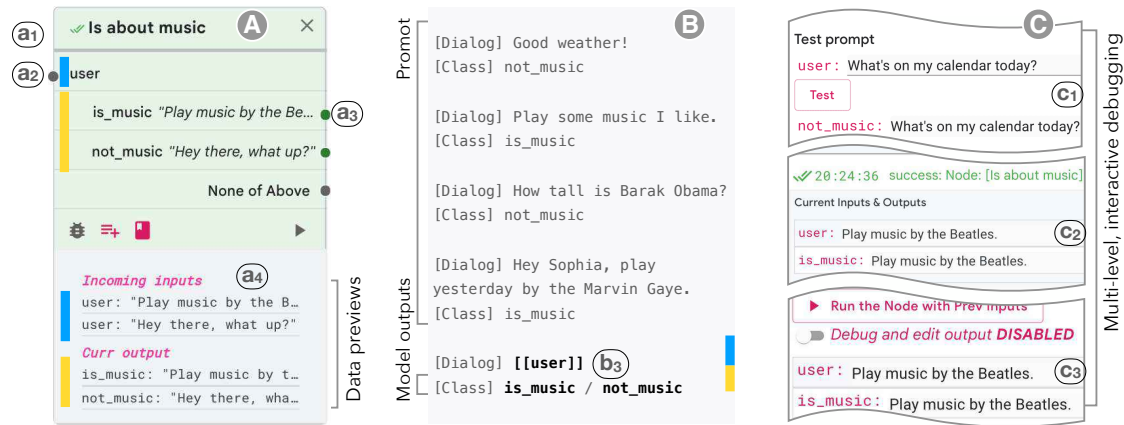 a1
Is about music
A
a2
user
is_music "Play music by the Be...
a3
not_music "Hey there, what up?"
None of Above
Incoming inputs
a4
user: "Play music by the B…
user: "Hey there, what up?"
Curr output
is_music: "Play music by t…
not_music: "Hey there, wha…
Data previews
Promot
Model outputs
B
[Dialog] Good weather!
[Class] not_music
[Dialog] Play some music I like.
[Class] is_music
[Dialog] How tall is Barak Obama?
[Class] not_music
[Dialog] Hey Sophia, play
yesterday by the Marvin Gaye.
[Class] is_music
[Dialog] [[user]] b3
[Class] is_music / not_music
C
Test prompt
user: What's on my calendar today?
Test
c1
not_music: What's on my calendar today?
20:24:36 success: Node: [Is about music]
Current Inputs & Outputs
user: Play music by the Beatles.
c2
is_music: Play music by the Beatles.
Run the Node with Prev Inputs
Debug and edit output DISABLED
user: Play music by the Beatles.
c3
is_music: Play music by the Beatles.
Multi-level, interactive debugging